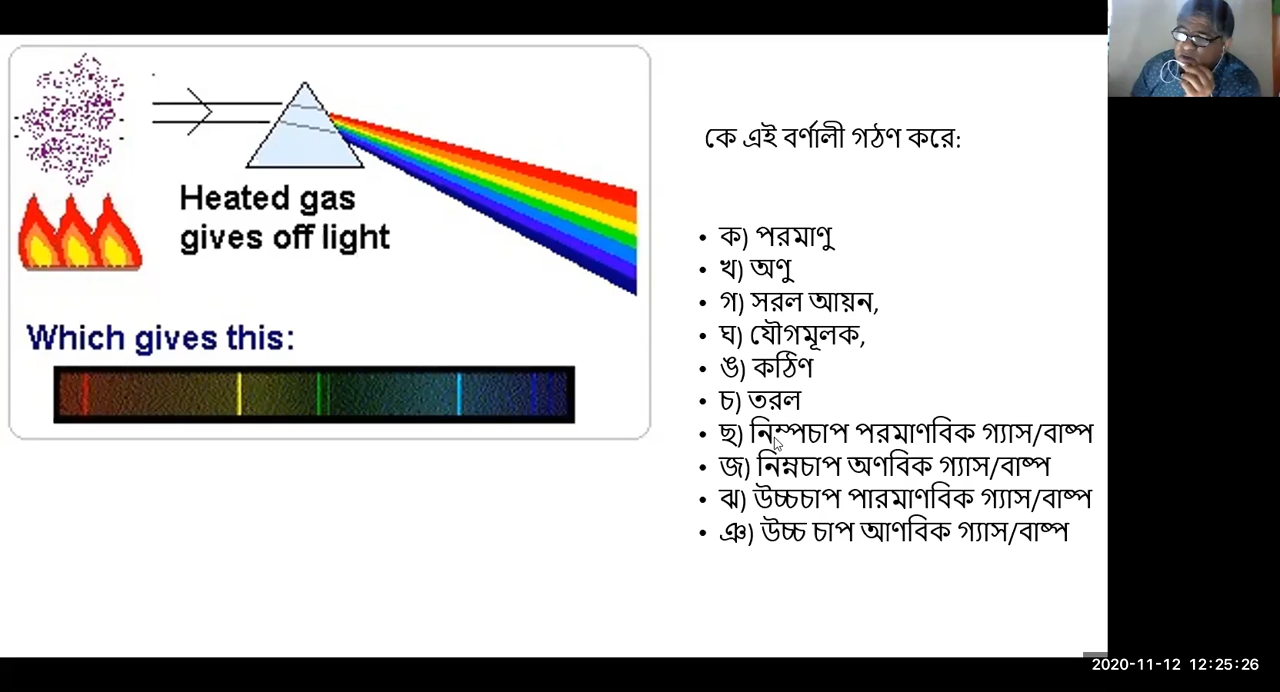 Heated gas
gives off light
Which gives this:
কে এই বর্ণালী গঠণ করে:
• ক) পরমাণু
• খ) অণু
• গ) সরল আয়ন,
• ঘ) যৌগমূলক,
• ঙ) কঠিণ
• চ) তরল
• ছ) নিম্পচাপ পরমাণবিক গ্যাস/বাষ্প
• জ) নিম্নচাপ অণবিক গ্যাস/বাষ্প
• ঝ) উচ্চচাপ পারমাণবিক গ্যাস/বাষ্প
• ঞ) উচ্চ চাপ আণবিক গ্যাস/বাষ্প
2020-11-12 12:25:26